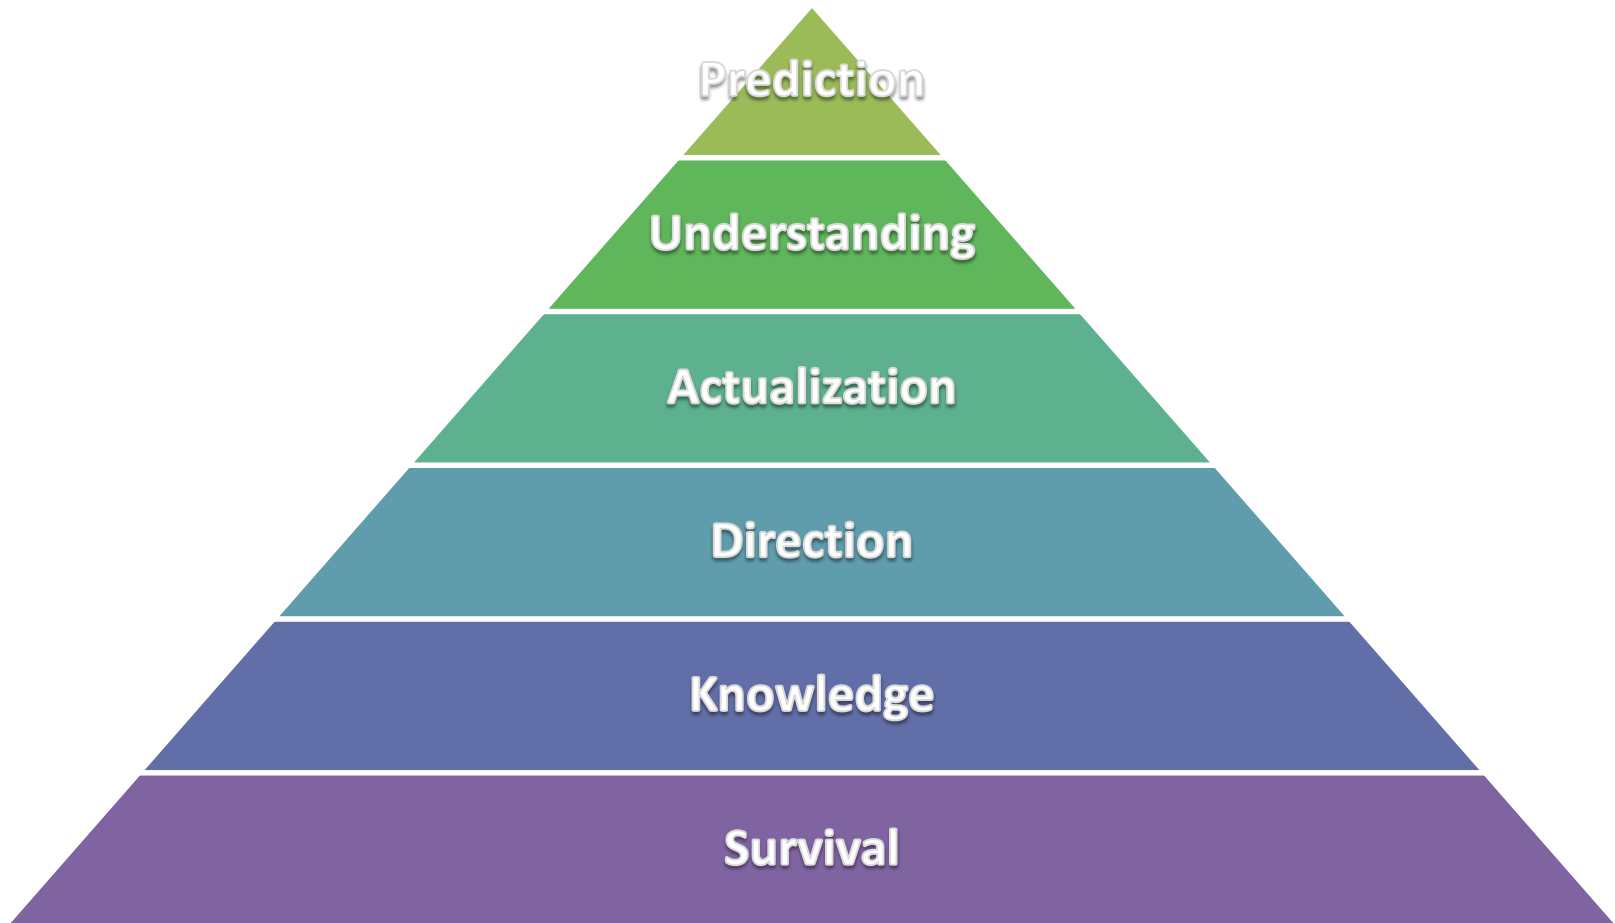 Prediction
Understanding
Actualization
Direction
Knowledge
Survival